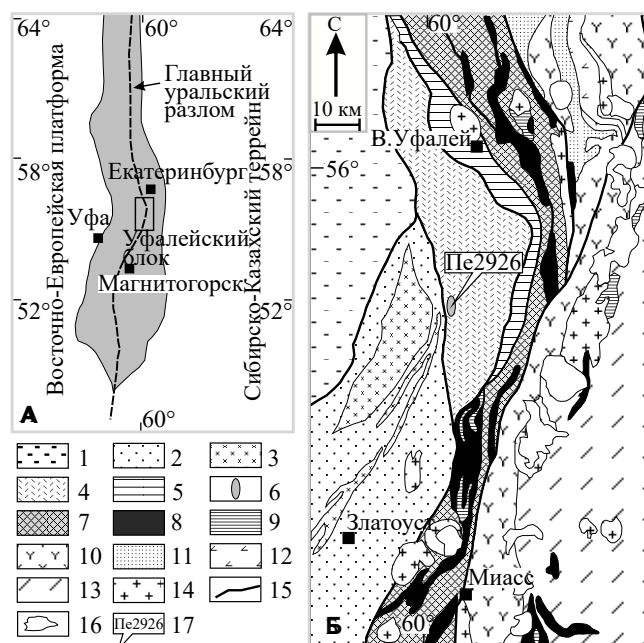 64°
60°
64°
Главный
уральский
разлом
Восточно-Европейская платформа
Сибирско-Казахский террейн
58°
58°
Екатеринбург
Уфа
Уфалейский
блок
Магнитогорск
52°
52°
А
60°
С
10 км
60°
В.Уфалей
56°
Пе2926
Златоуст
Миасс
Б
60°
1 2 3
4 5 6
7 8 9
10 11 12
13 14 15
16 Пе2926 17